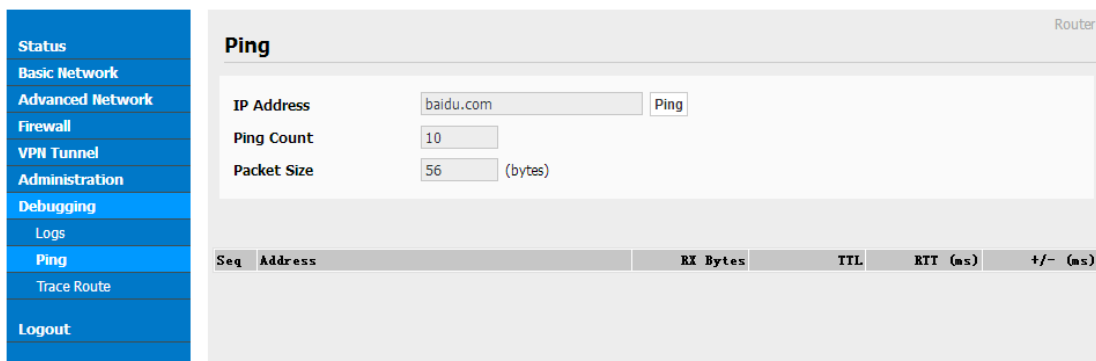 Router
Status
Basic Network
Advanced Network
Firewall
VPN Tunnel
Administration
Debugging
Logs
Ping
Trace Route
Logout
Ping
IP Address baidu.com Ping
Ping Count 10
Packet Size 56 (bytes)
Seq Address RX Bytes TTL RTT (ms) +/- (ms)